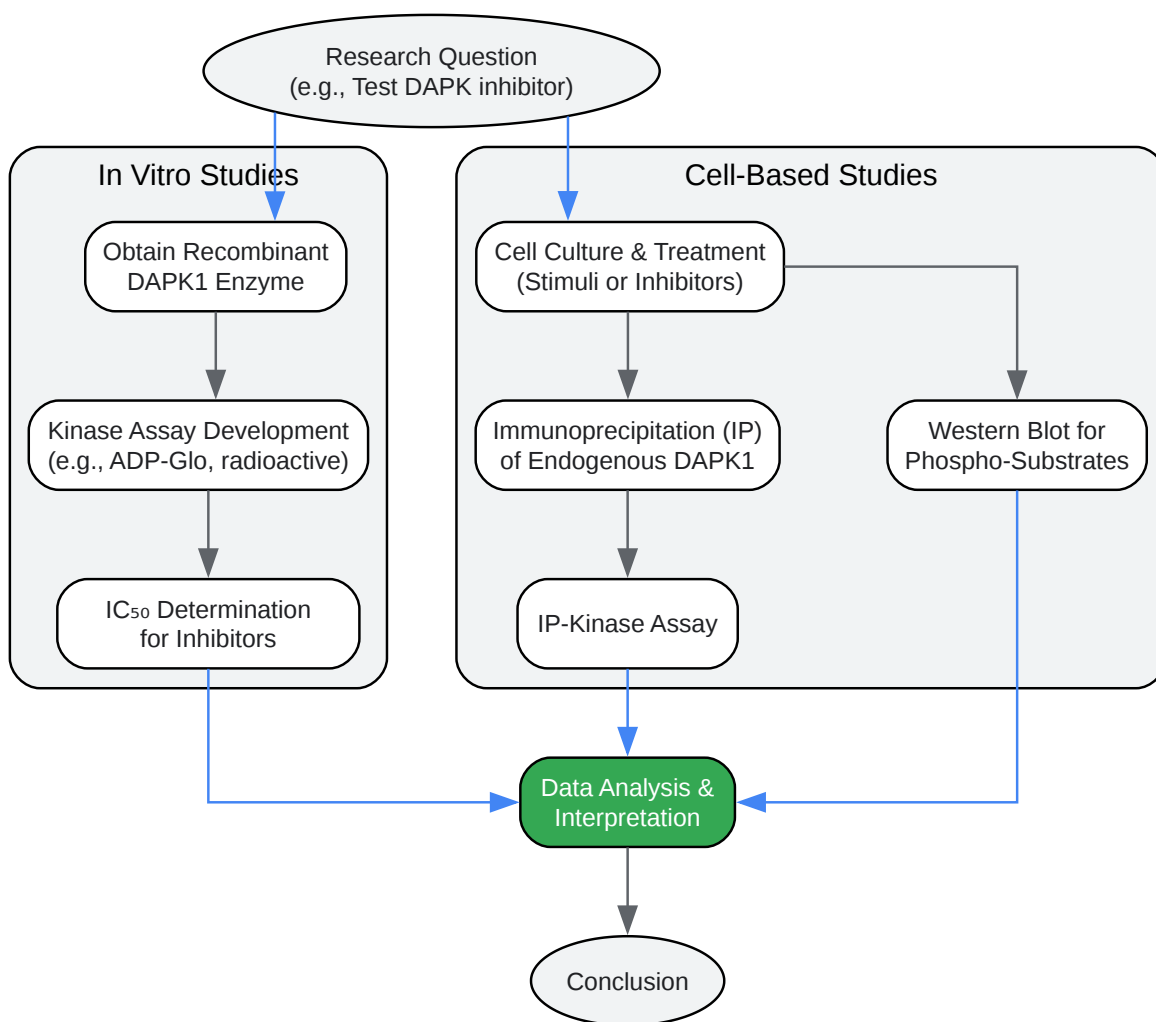 Research Question
(e.g., Test DAPK inhibitor)
In Vitro Studies
Obtain Recombinant
DAPK1 Enzyme
Kinase Assay Development
(e.g., ADP-Glo, radioactive)
IC₅₀ Determination
for Inhibitors
Cell-Based Studies
Cell Culture & Treatment
(Stimuli or Inhibitors)
Immunoprecipitation (IP)
of Endogenous DAPK1
IP-Kinase Assay
Western Blot for
Phospho-Substrates
Data Analysis &
Interpretation
Conclusion